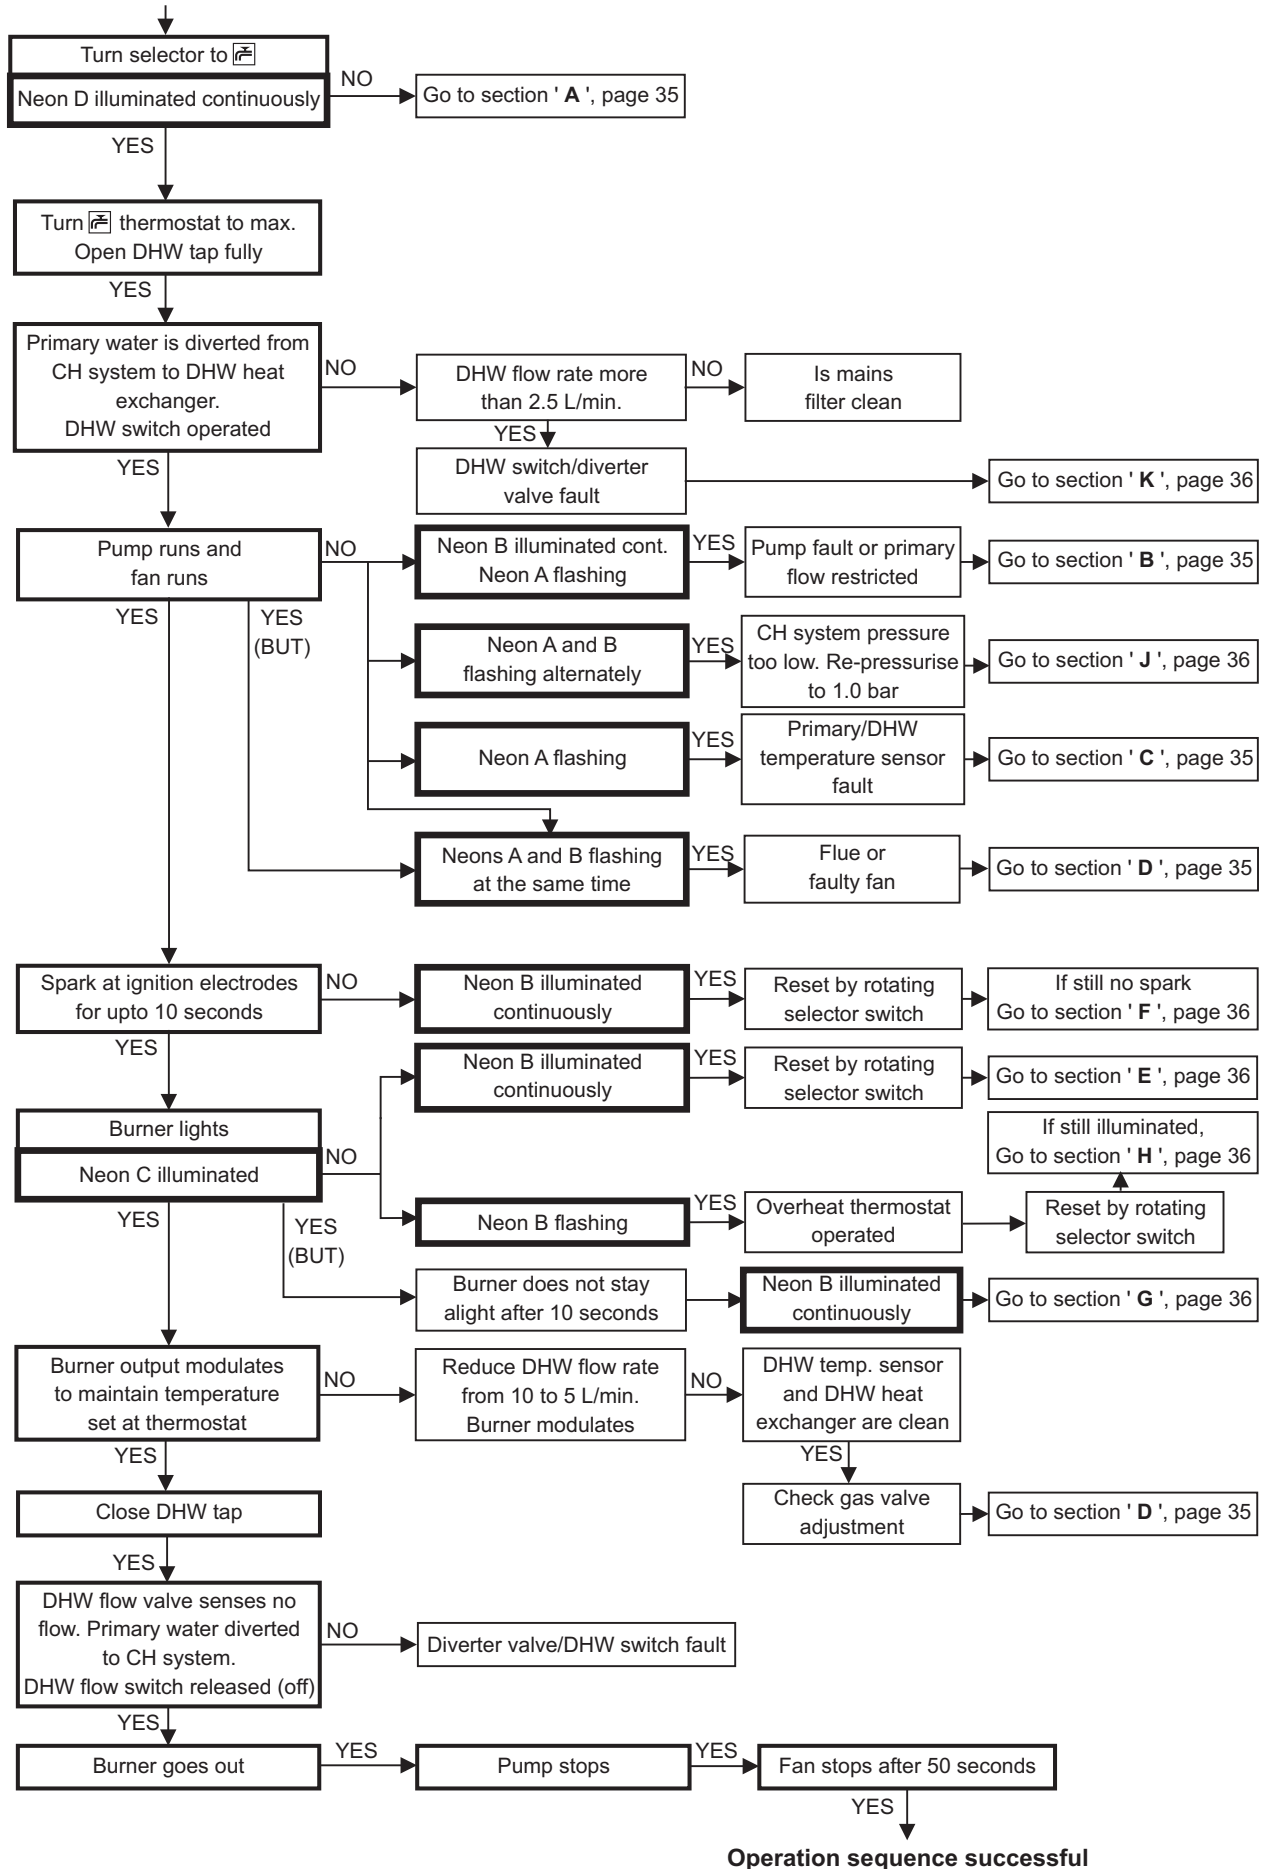 Turn selector to
Neon D illuminated continuously
NO
Go to section ' A ', page 35
YES
Turn thermostat to max.
Open DHW tap fully
YES
Primary water is diverted from
CH system to DHW heat
exchanger.
DHW switch operated
NO
DHW flow rate more
than 2.5 L/min.
NO
Is mains
filter clean
YES
DHW switch/diverter
valve fault
Go to section ' K ', page 36
YES
Pump runs and
fan runs
NO
Neon B illuminated cont.
Neon A flashing
YES
Pump fault or primary
flow restricted
Go to section ' B ', page 35
YES
YES
(BUT)
Neon A and B
flashing alternately
YES
CH system pressure
too low. Re-pressurise
to 1.0 bar
Go to section ' J ', page 36
Neon A flashing
YES
Primary/DHW
temperature sensor
fault
Go to section ' C ', page 35
Neons A and B flashing
at the same time
YES
Flue or
faulty fan
Go to section ' D ', page 35
Spark at ignition electrodes
for upto 10 seconds
NO
Neon B illuminated
continuously
YES
Reset by rotating
selector switch
If still no spark
Go to section ' F ', page 36
YES
Neon B illuminated
continuously
YES
Reset by rotating
selector switch
Go to section ' E ', page 36
Burner lights
Neon C illuminated
NO
If still illuminated,
Go to section ' H ', page 36
Neon B flashing
YES
Overheat thermostat
operated
Reset by rotating
selector switch
YES
YES
(BUT)
Burner does not stay
alight after 10 seconds
Neon B illuminated
continuously
Go to section ' G ', page 36
Burner output modulates
to maintain temperature
set at thermostat
NO
Reduce DHW flow rate
from 10 to 5 L/min.
Burner modulates
NO
DHW temp. sensor
and DHW heat
exchanger are clean
YES
YES
Check gas valve
adjustment
Go to section ' D ', page 35
Close DHW tap
YES
DHW flow valve senses no
flow. Primary water diverted
to CH system.
DHW flow switch released (off)
NO
Diverter valve/DHW switch fault
YES
Burner goes out
YES
Pump stops
YES
Fan stops after 50 seconds
YES
Operation sequence successful